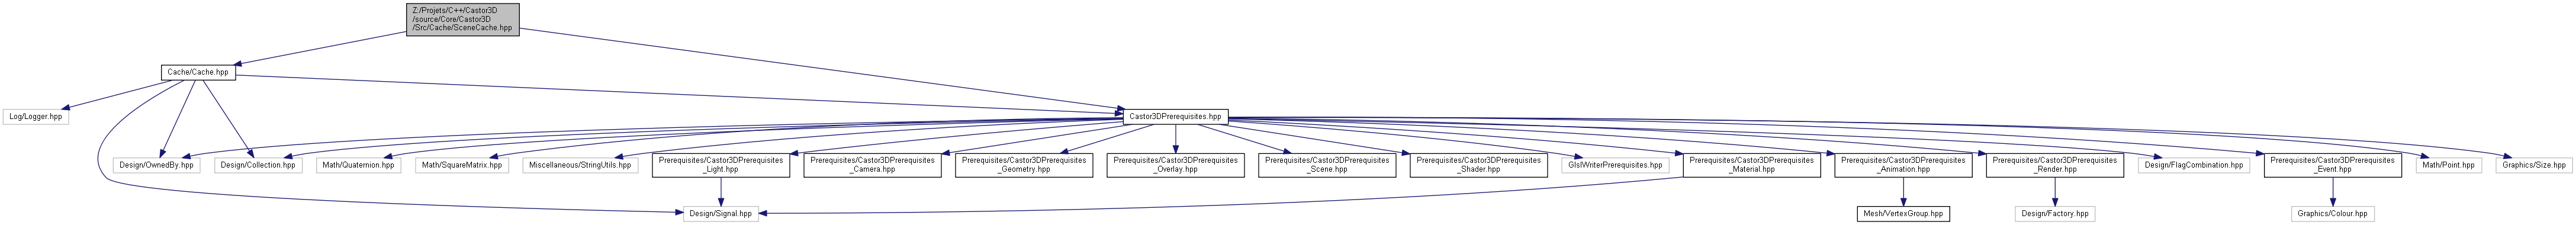 Z:/Projets/C++/Castor3D
/source/Core/Castor3D
/Src/Cache/SceneCache.hpp
Cache/Cache.hpp
Log/Logger.hpp
Castor3DPrerequisites.hpp
Design/OwnedBy.hpp
Design/Collection.hpp
Math/Quaternion.hpp
Math/SquareMatrix.hpp
Miscellaneous/StringUtils.hpp
Prerequisites/Castor3DPrerequisites
_Light.hpp
Prerequisites/Castor3DPrerequisites
_Camera.hpp
Prerequisites/Castor3DPrerequisites
_Geometry.hpp
Prerequisites/Castor3DPrerequisites
_Overlay.hpp
Prerequisites/Castor3DPrerequisites
_Scene.hpp
Prerequisites/Castor3DPrerequisites
_Shader.hpp
GlslWriterPrerequisites.hpp
Prerequisites/Castor3DPrerequisites
_Material.hpp
Prerequisites/Castor3DPrerequisites
_Animation.hpp
Prerequisites/Castor3DPrerequisites
_Render.hpp
Design/FlagCombination.hpp
Prerequisites/Castor3DPrerequisites
_Event.hpp
Math/Point.hpp
Graphics/Size.hpp
Design/Signal.hpp
Mesh/VertexGroup.hpp
Design/Factory.hpp
Graphics/Colour.hpp